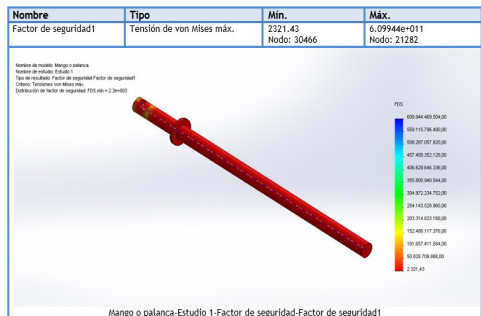 Nombre Tipo Mín. Máx.
Factor de seguridad1 Tensión de von Mises máx. 2321.43 6.09944e+011
Nodo: 30466 Nodo: 21282
Nombre de modelo: Mango o palanca
Nombre de estudio: Estudio 1
Tipo de resultado: Factor de seguridad Factor de seguridad1
Criterio: Tensiones von Mises máx.
Distribución de factor de seguridad: FDS mín = 2.3e+003
FDS
609.944.469.504,00
559.115.796.480,00
508.287.057.920,00
457.458.352.128,00
406.629.646.336,00
355.800.940.544,00
304.972.234.752,00
254.143.528.960,00
203.314.823.168,00
152.486.117.376,00
101.657.411.584,00
50.828.709.888,00
2.321,43
Mango o palanca-Estudio 1-Factor de seguridad-Factor de seguridad1